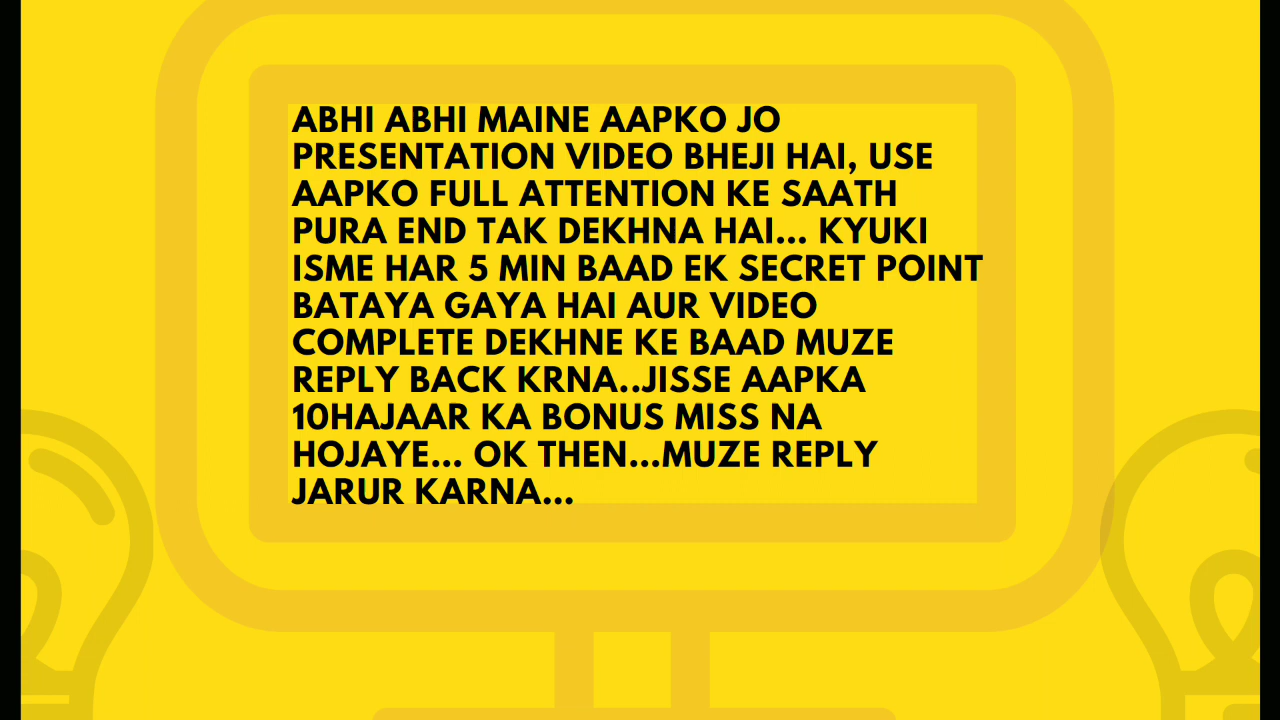 ABHI ABHI MAINE AAPKO JO
PRESENTATION VIDEO BHEJI HAI, USE
AAPKO FULL ATTENTION KE SAATH
PURA END TAK DEKHNA HAI... KYUKI
ISME HAR 5 MIN BAAD EK SECRET POINT
BATAYA GAYA HAI AUR VIDEO
COMPLETE DEKHNE KE BAAD MUZE
REPLY BACK KRNA..JISSE AAPKA
10HAJAAR KA BONUS MISS NA
HOJAYE... OK THEN...MUZE REPLY
JARUR KARNA...